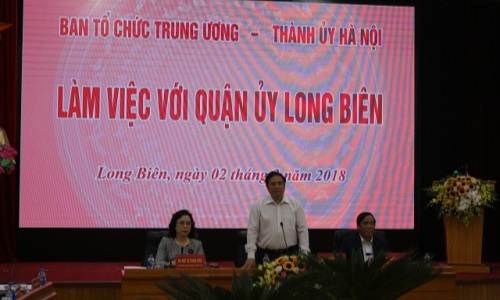 BAN TỔ CHỨC TRUNG ƯƠNG - THÀNH ỦY HÀ NỘI
LÀM VIỆC VỚI QUẬN ỦY LONG BIÊN
Long Biên, ngày 02 tháng năm 2018